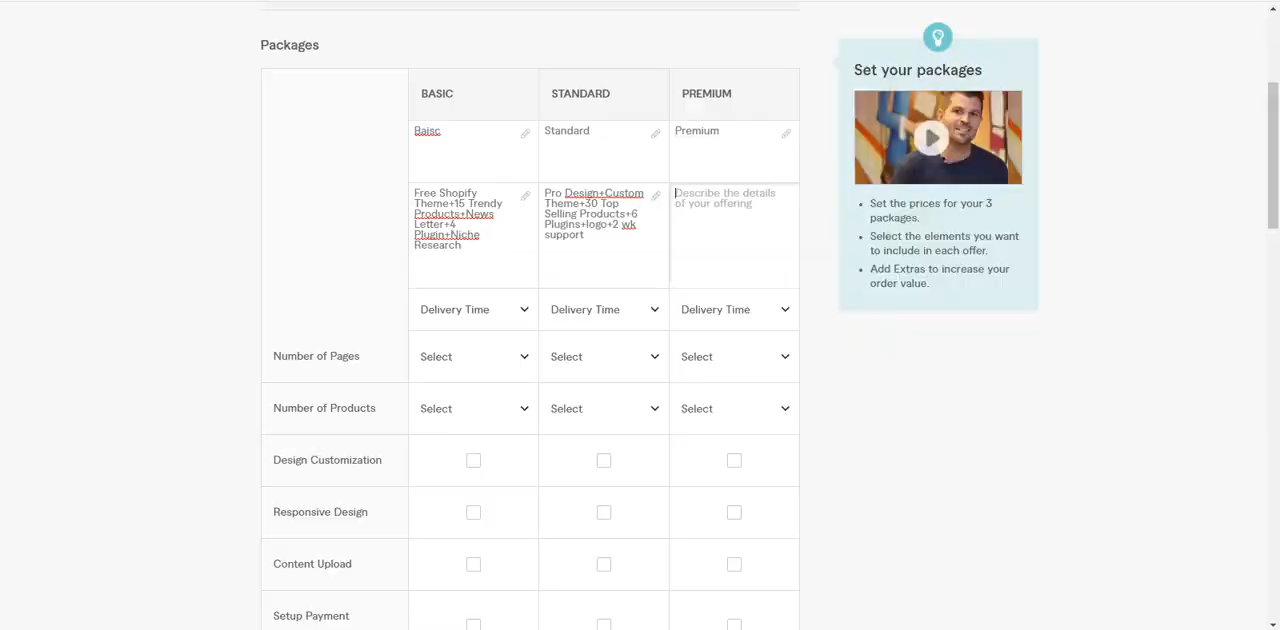 Packages
BASIC
STANDARD
PREMIUM
Baisc
Standard
Premium
Free Shopify
Theme+15 Trendy
Products+News
Letter+4
Plugin+Niche
Research
Pro Design+Custom
Theme+30 Top
Selling Products+6
Plugins+logo+2 wk
support
Describe the details
of your offering
Delivery Time
Delivery Time
Delivery Time
Number of Pages
Select
Select
Select
Number of Products
Select
Select
Select
Design Customization
Responsive Design
Content Upload
Setup Payment
Set your packages
Set the prices for your 3
packages.
Select the elements you want
to include in each offer.
Add Extras to increase your
order value.